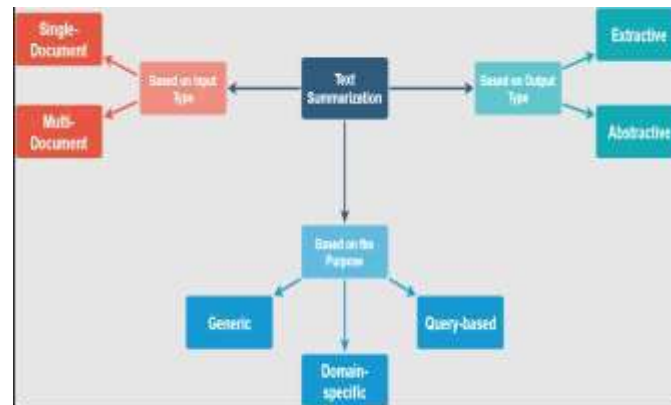 Single-
Document
Multi-
Document
Based on Input
Type
Text
Summarization
Based on Output
Type
Extractive
Abstractive
Based on the
Purpose
Generic
Query-based
Domain-
specific